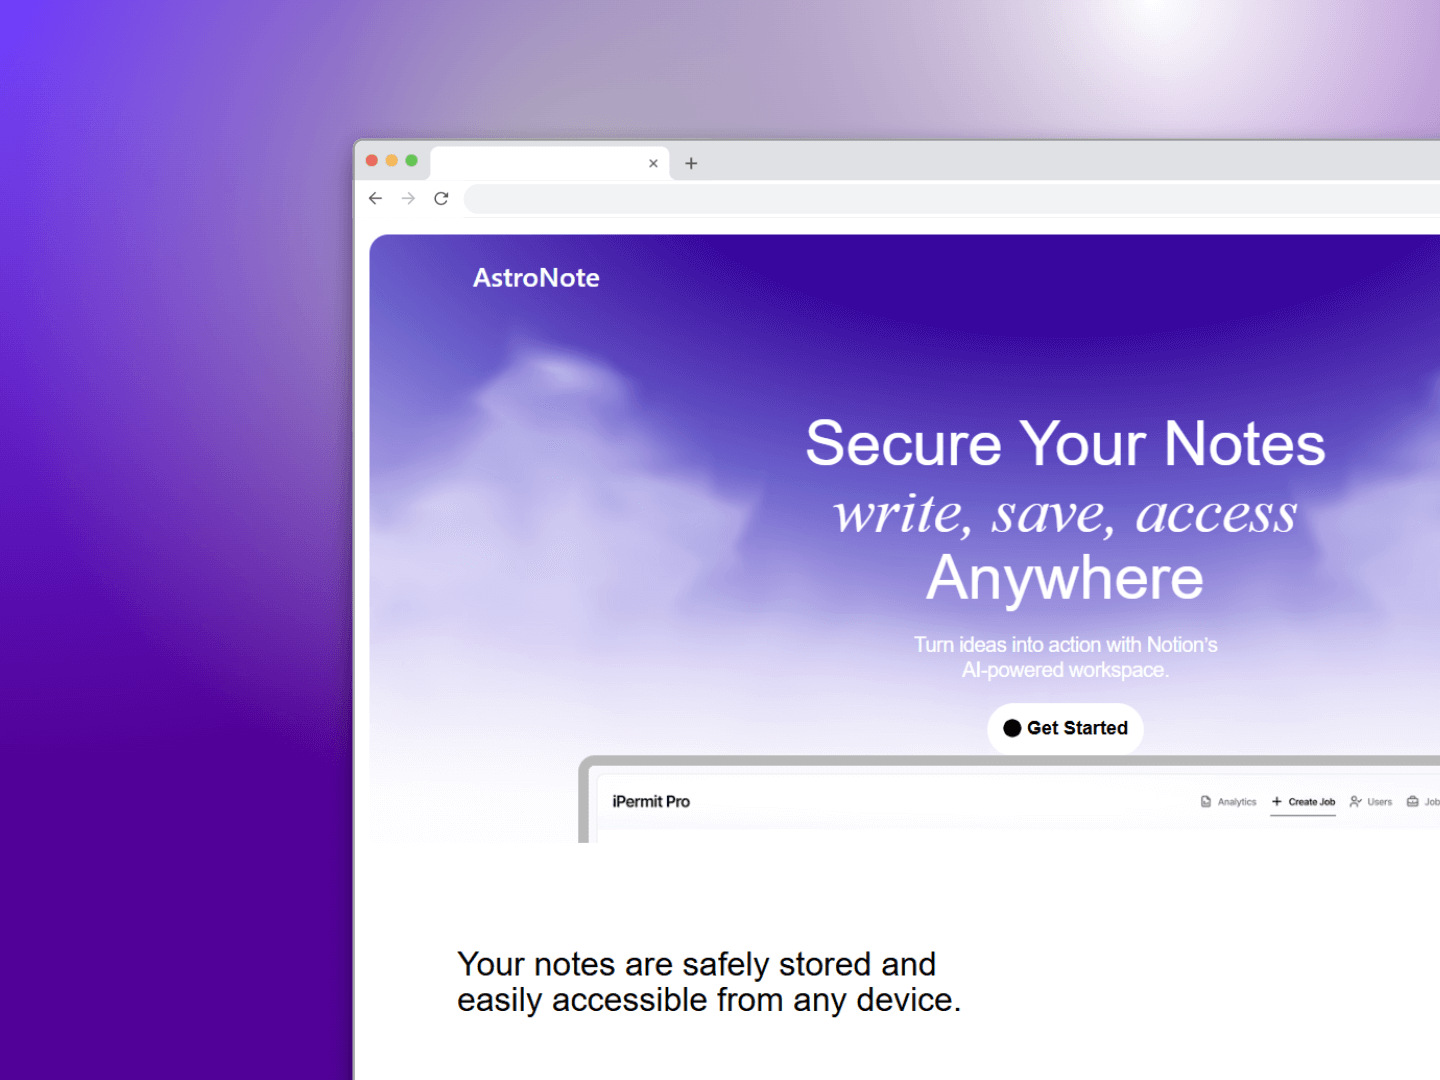 AstroNote
Secure Your Notes
write, save, access
Anywhere
Turn ideas into action with Notion's
AI-powered workspace.
Get Started
iPermit Pro
Analytics
Create Job
Users
Job
Your notes are safely stored and
easily accessible from any device.